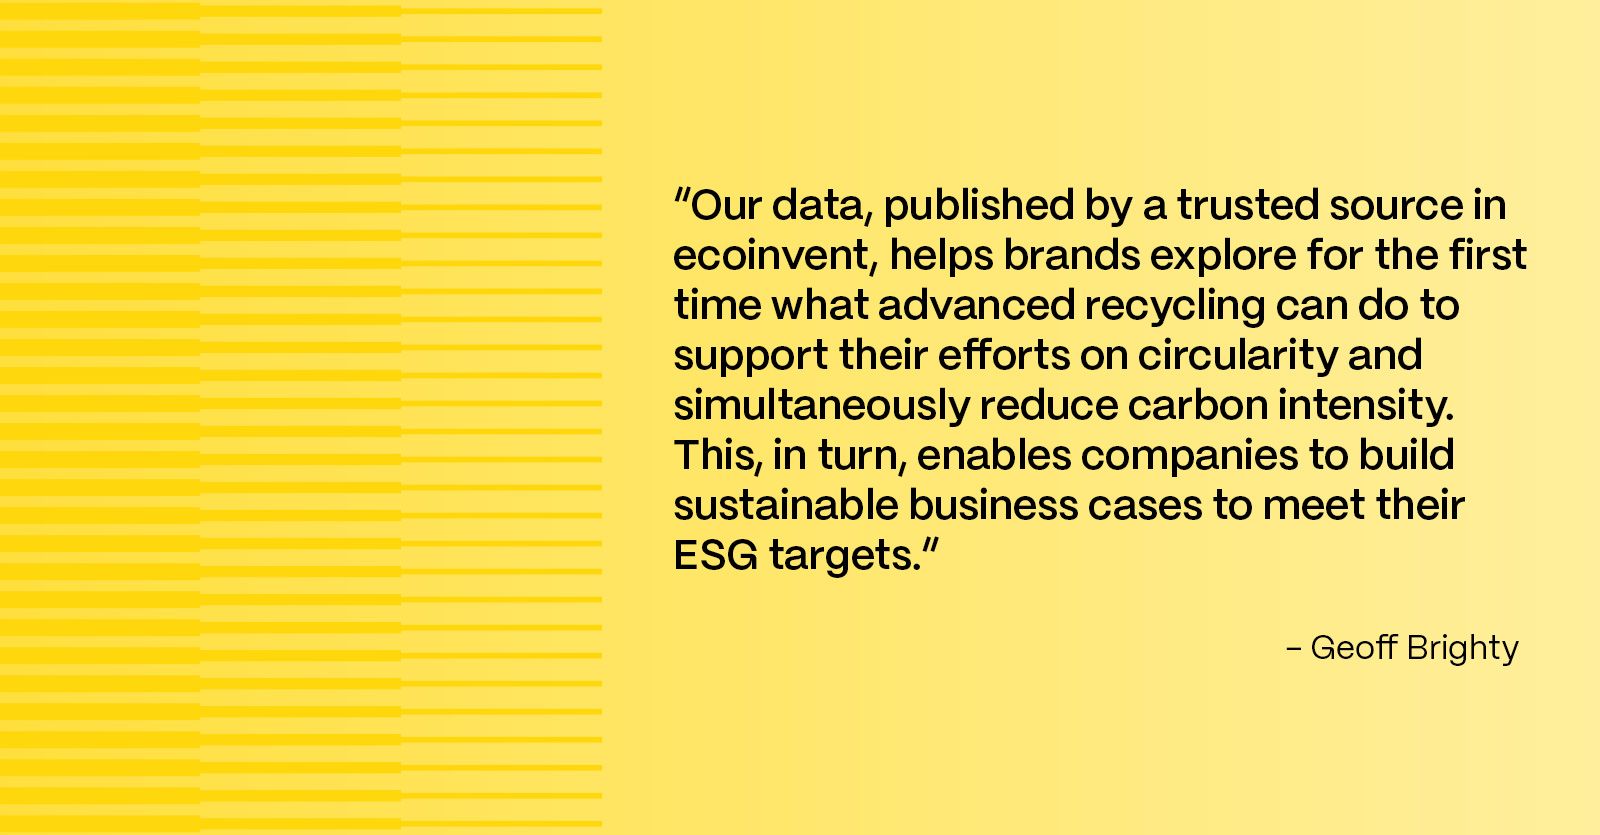 “Our data, published by a trusted source in
ecoinvent, helps brands explore for the first
time what advanced recycling can do to
support their efforts on circularity and
simultaneously reduce carbon intensity.
This, in turn, enables companies to build
sustainable business cases to meet their
ESG targets.”
– Geoff Brighty